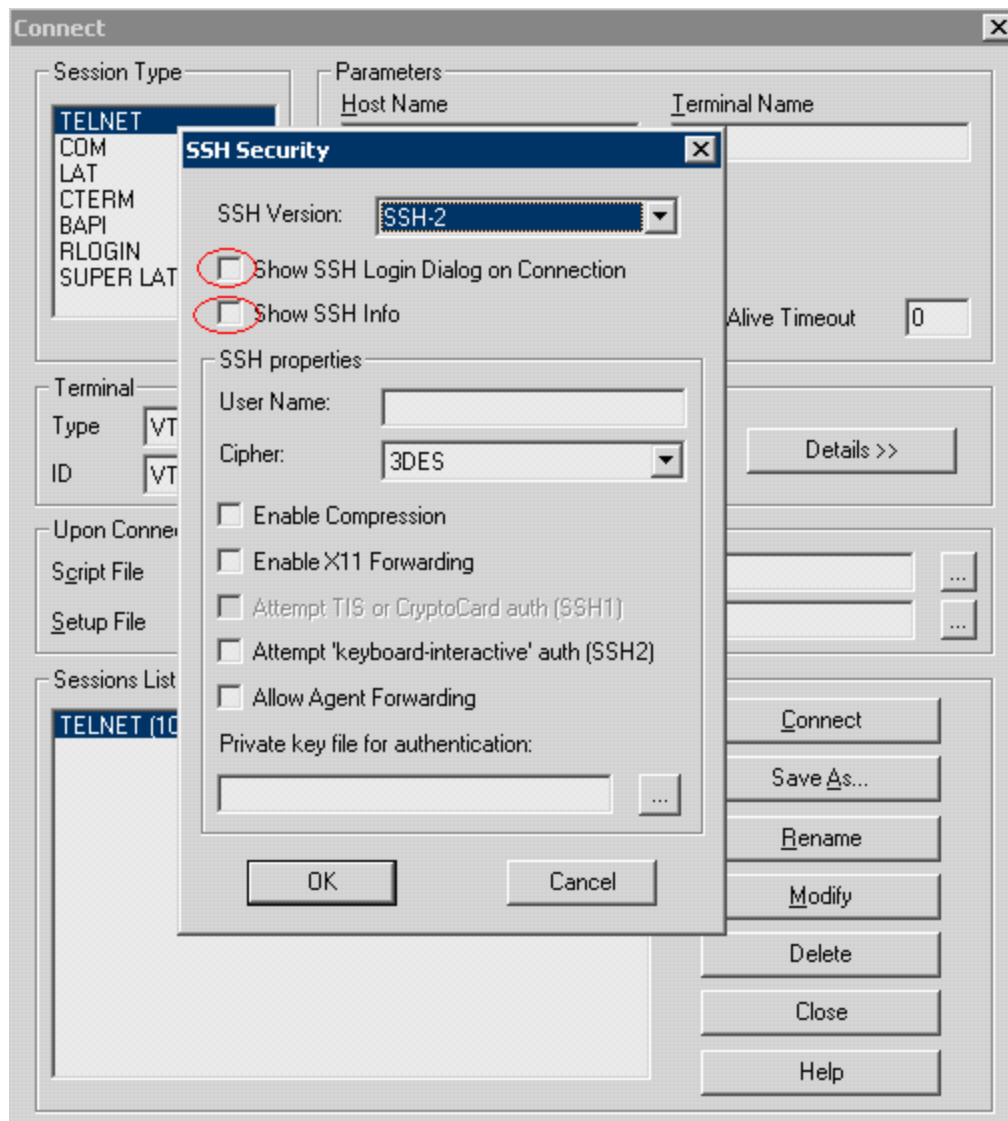 Connect
Session Type
Parameters
Host Name
Terminal Name
TELNET
COM
LAT
CTERM
BAPI
RLOGIN
SUPER LAT
Alive Timeout
0
SSH Security
SSH Version:
SSH-2
Show SSH Login Dialog on Connection
Show SSH Info
SSH properties
User Name:
Cipher:
3DES
Enable Compression
Enable X11 Forwarding
Attempt TIS or CryptoCard auth (SSH1)
Attempt 'keyboard-interactive' auth (SSH2)
Allow Agent Forwarding
Private key file for authentication:
...
OK
Cancel
Terminal
Type
VT
ID
VT
Details >>
Upon Conne
Script File
...
Setup File
...
Sessions List
TELNET (10
Connect
Save As...
Rename
Modify
Delete
Close
Help